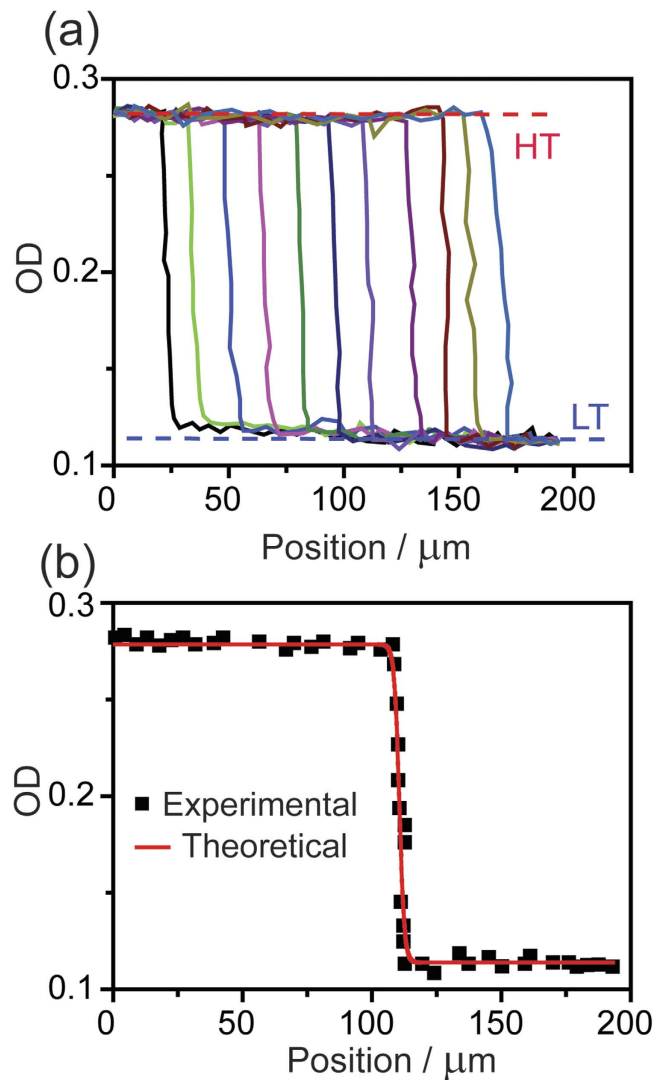 (a)
0.3
HT
0.2
OD
LT
0.1
0 50 100 150 200
Position / μm
(b)
0.3
OD
0.2
Experimental
Theoretical
0.1
0 50 100 150 200
Position / μm